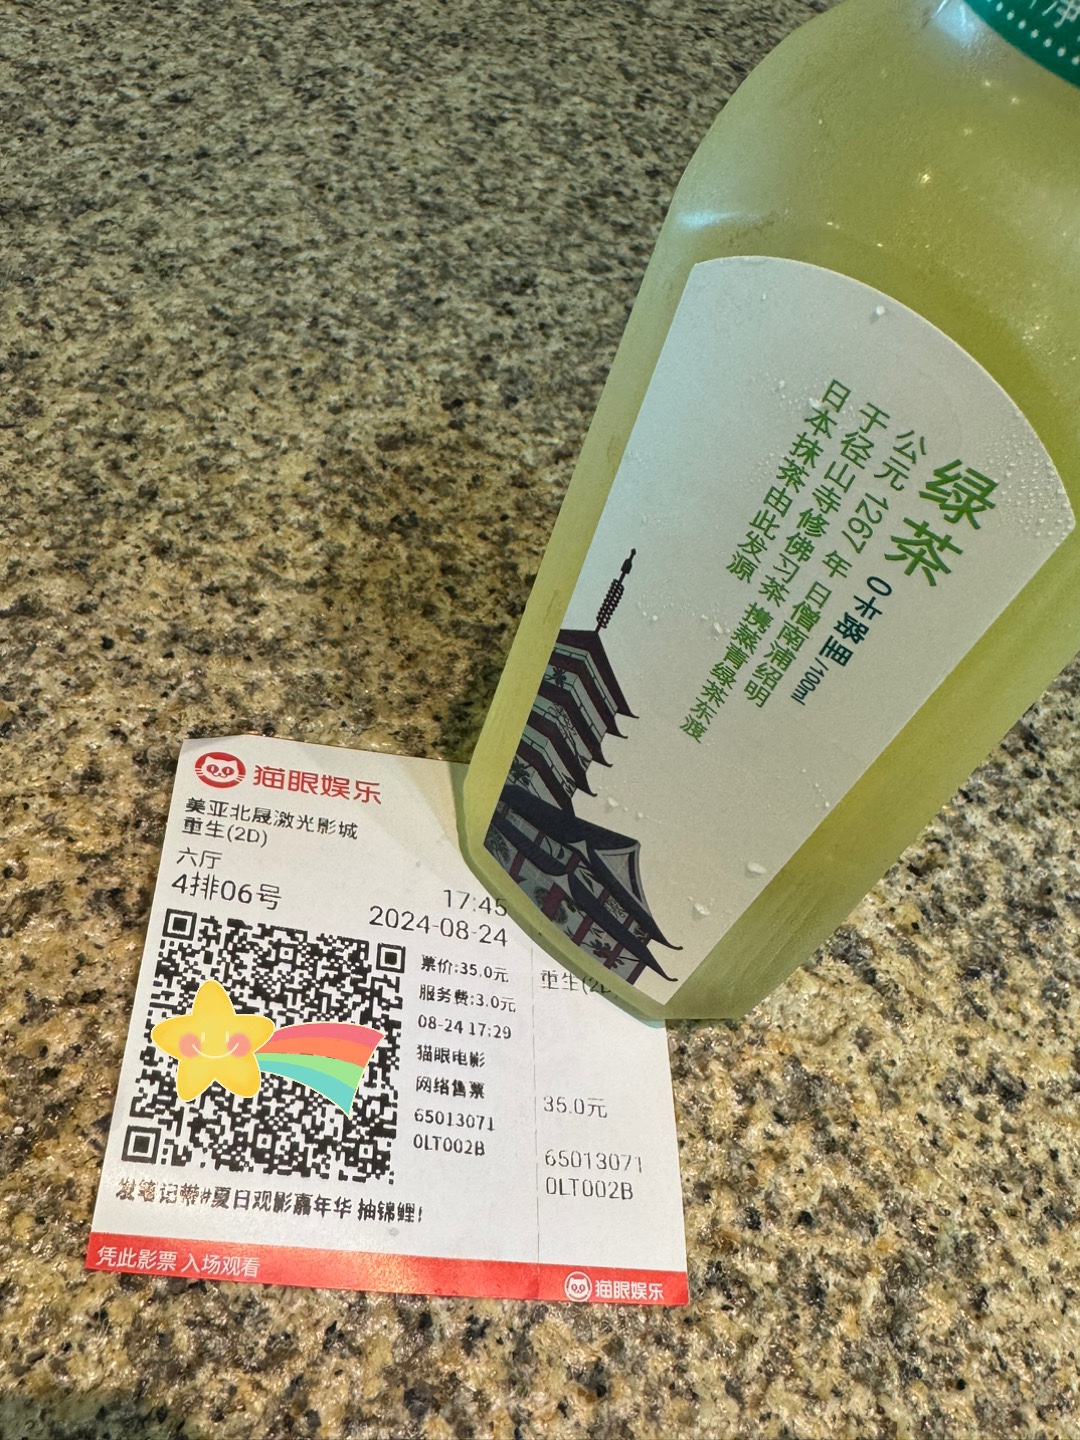 绿茶
0卡路里/100ml
公元1267年 日僧南浦绍明
于径山寺修佛习茶 携蒸青绿茶东渡
日本抹茶由此发源
猫眼娱乐
美亚北晟激光影城
重生(2D)
六厅
4排06号
17:45
2024-08-24
票价:35.0元
服务费:3.0元
08-24 17:29
猫眼电影
网络售票
65013071
0LT002B
发笔记带#夏日观影嘉年华 抽锦鲤!
凭此影票 入场观看
重生(2D
35.0元
65013071
0LT002B
猫眼娱乐